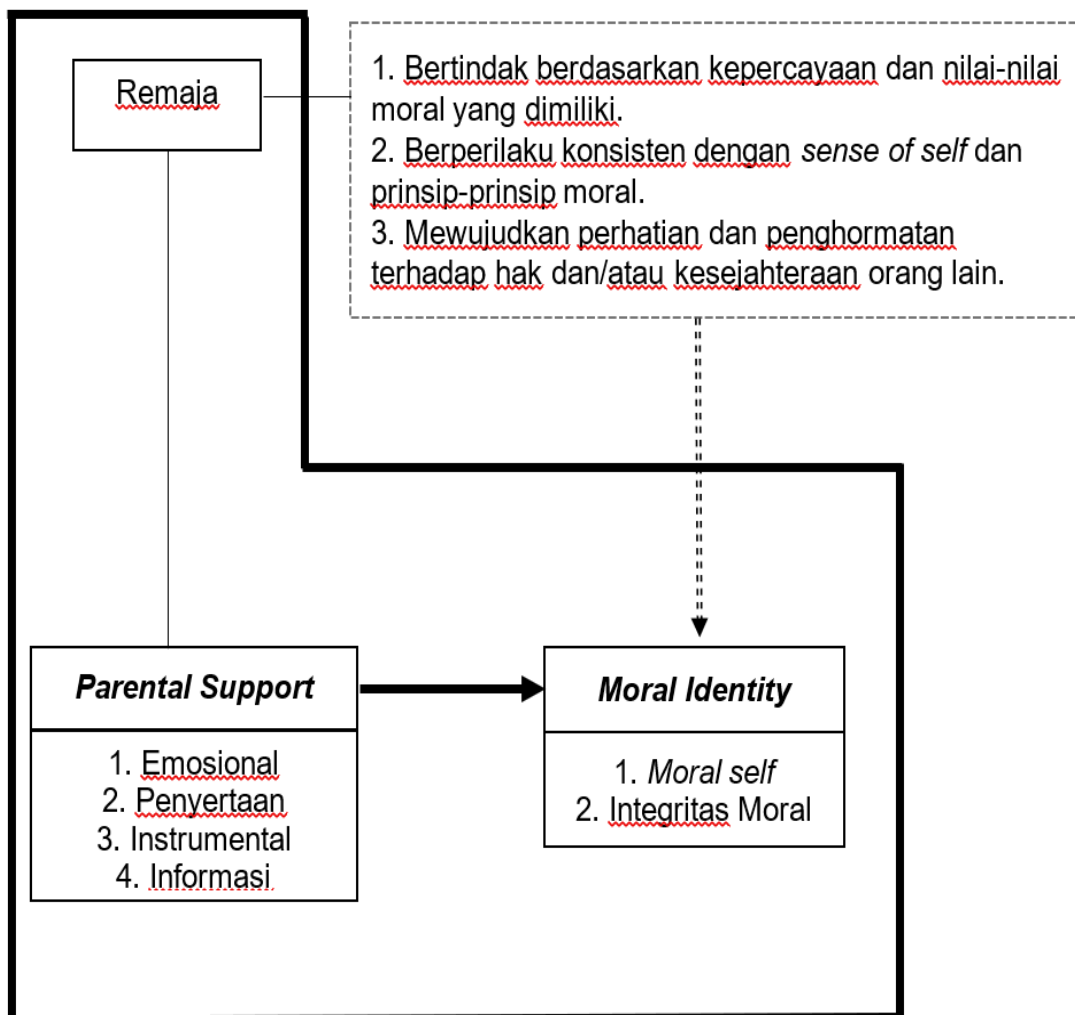 Remaja
1. Bertindak berdasarkan kepercayaan dan nilai-nilai
moral yang dimiliki.
2. Berperilaku konsisten dengan sense of self dan
prinsip-prinsip moral.
3. Mewujudkan perhatian dan penghormatan
terhadap hak dan/atau kesejahteraan orang lain.
Parental Support
1. Emosional
2. Penyertaan
3. Instrumental
4. Informasi
Moral Identity
1. Moral self
2. Integritas Moral